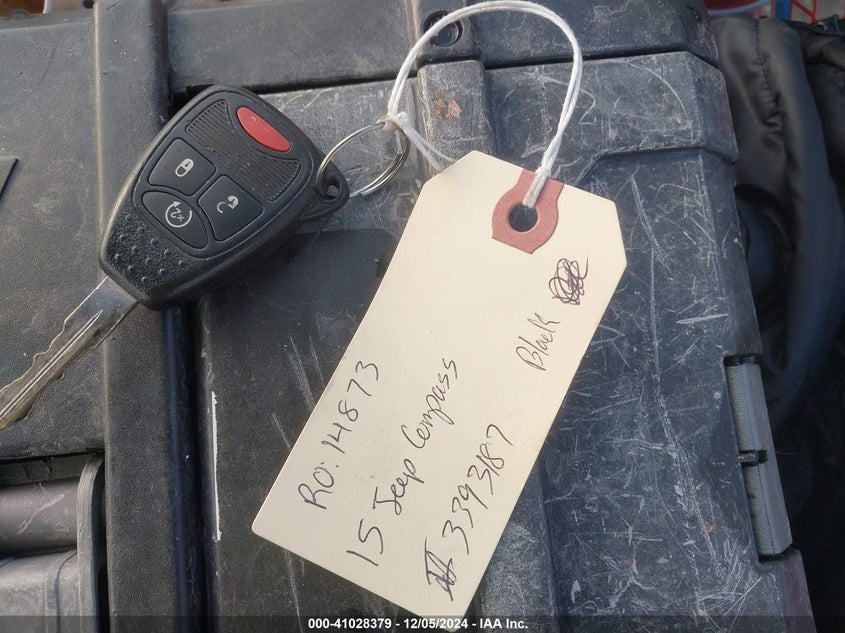 RO: 14873
15 Jeep Compass
3393187
Black
000-41028379 - 12/05/2024 - IAA Inc.